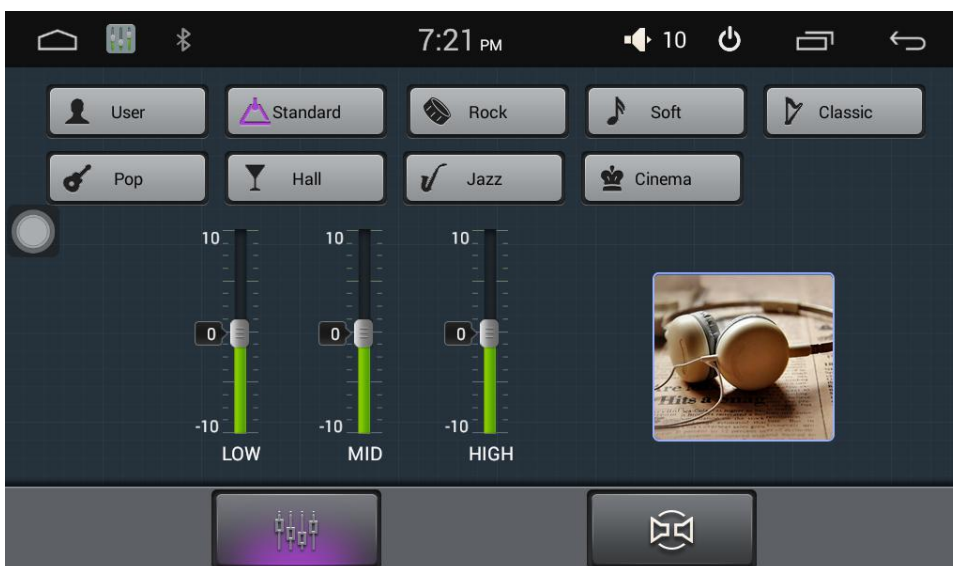 7:21 PM 10
User Standard Rock Soft Classic
Pop Hall Jazz Cinema
10 10 10
0 0 0
-10 -10 -10
LOW MID HIGH
Hits a